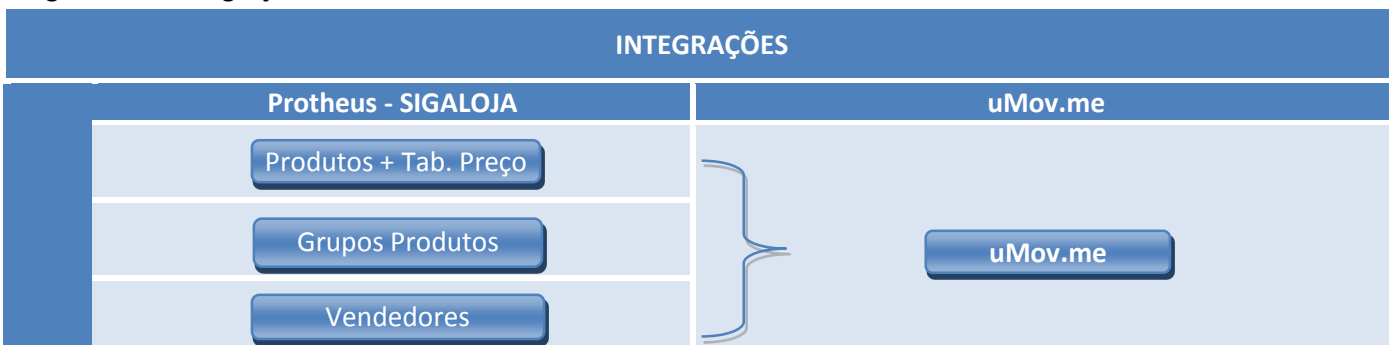 INTEGRAÇÕES
Protheus - SIGALOJA
uMov.me
Produtos + Tab. Preço
Grupos Produtos
uMov.me
Vendedores